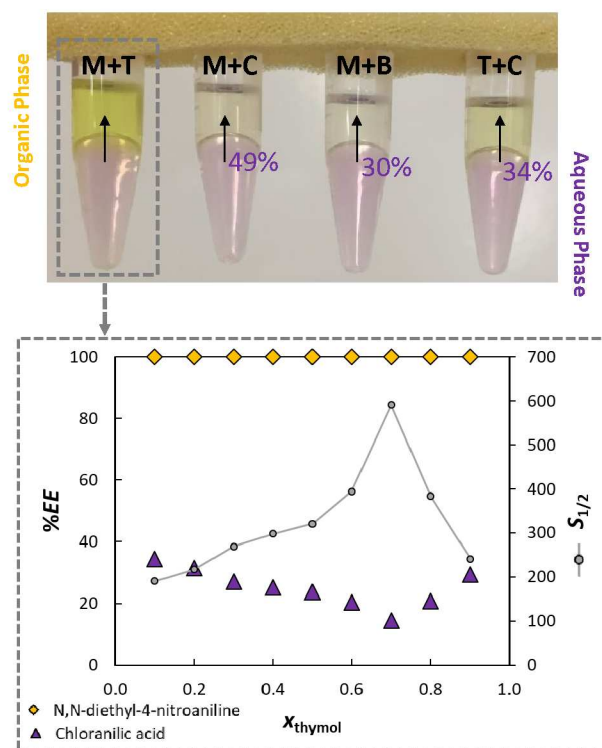 M+T M+C M+B T+C
Organic Phase
49% 30% 34%
Aqueous Phase
100 700
600
80
500
60
400
%EE
S1/2
300
40
200
20
100
0 0
0.0 0.2 0.4 0.6 0.8 1.0
xthymol
N,N-diethyl-4-nitroaniline
Chloranilic acid